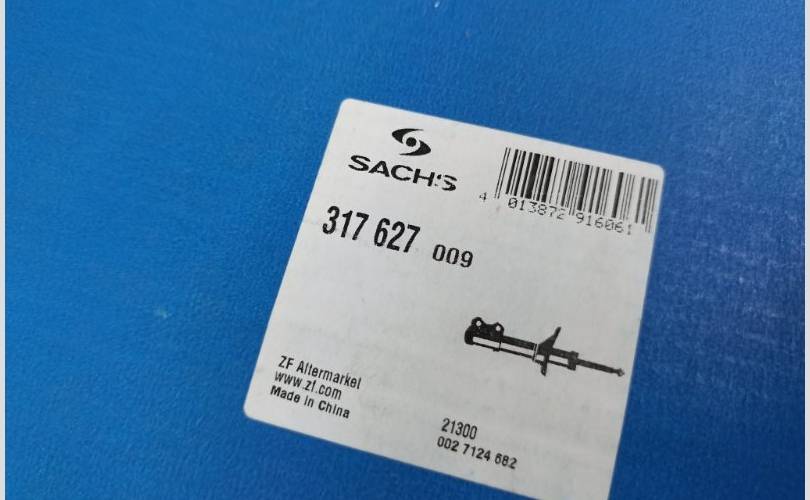 SACHS
4 013872 916061
317 627 009
ZF Aftermarket
www.zf.com
Made in China
21300
002 7124 682